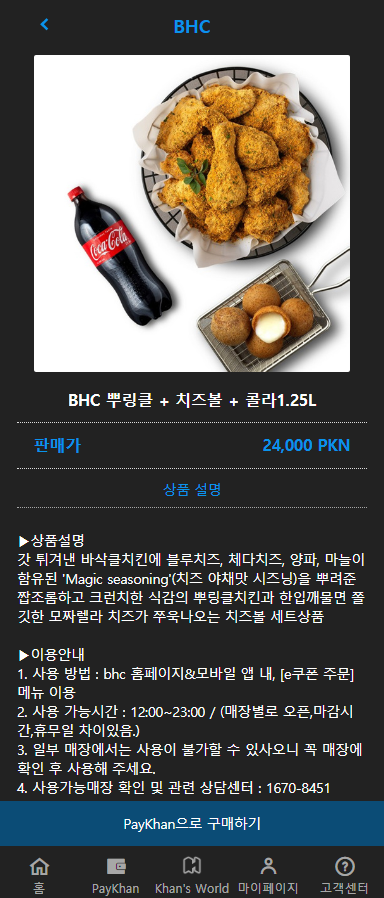 BHC
Coca-Cola
BHC 뿌링클 + 치즈볼 + 콜라1.25L
판매가 24,000 PKN
상품 설명
▶상품설명
갓 튀겨낸 바삭클치킨에 블루치즈, 체다치즈, 양파, 마늘이
함유된 'Magic seasoning'(치즈 야채맛 시즈닝)을 뿌려준
짭조롬하고 크런치한 식감의 뿌링클치킨과 한입깨물면 쫄
깃한 모짜렐라 치즈가 쭈욱나오는 치즈볼 세트상품
▶이용안내
1. 사용 방법 : bhc 홈페이지&모바일 앱 내, [e쿠폰 주문]
메뉴 이용
2. 사용 가능시간 : 12:00~23:00 / (매장별로 오픈,마감시
간,휴무일 차이있음.)
3. 일부 매장에서는 사용이 불가할 수 있사오니 꼭 매장에
확인 후 사용해 주세요.
4. 사용가능매장 확인 및 관련 상담센터 : 1670-8451
PayKhan으로 구매하기
홈 PayKhan Khan's World 마이페이지 고객센터